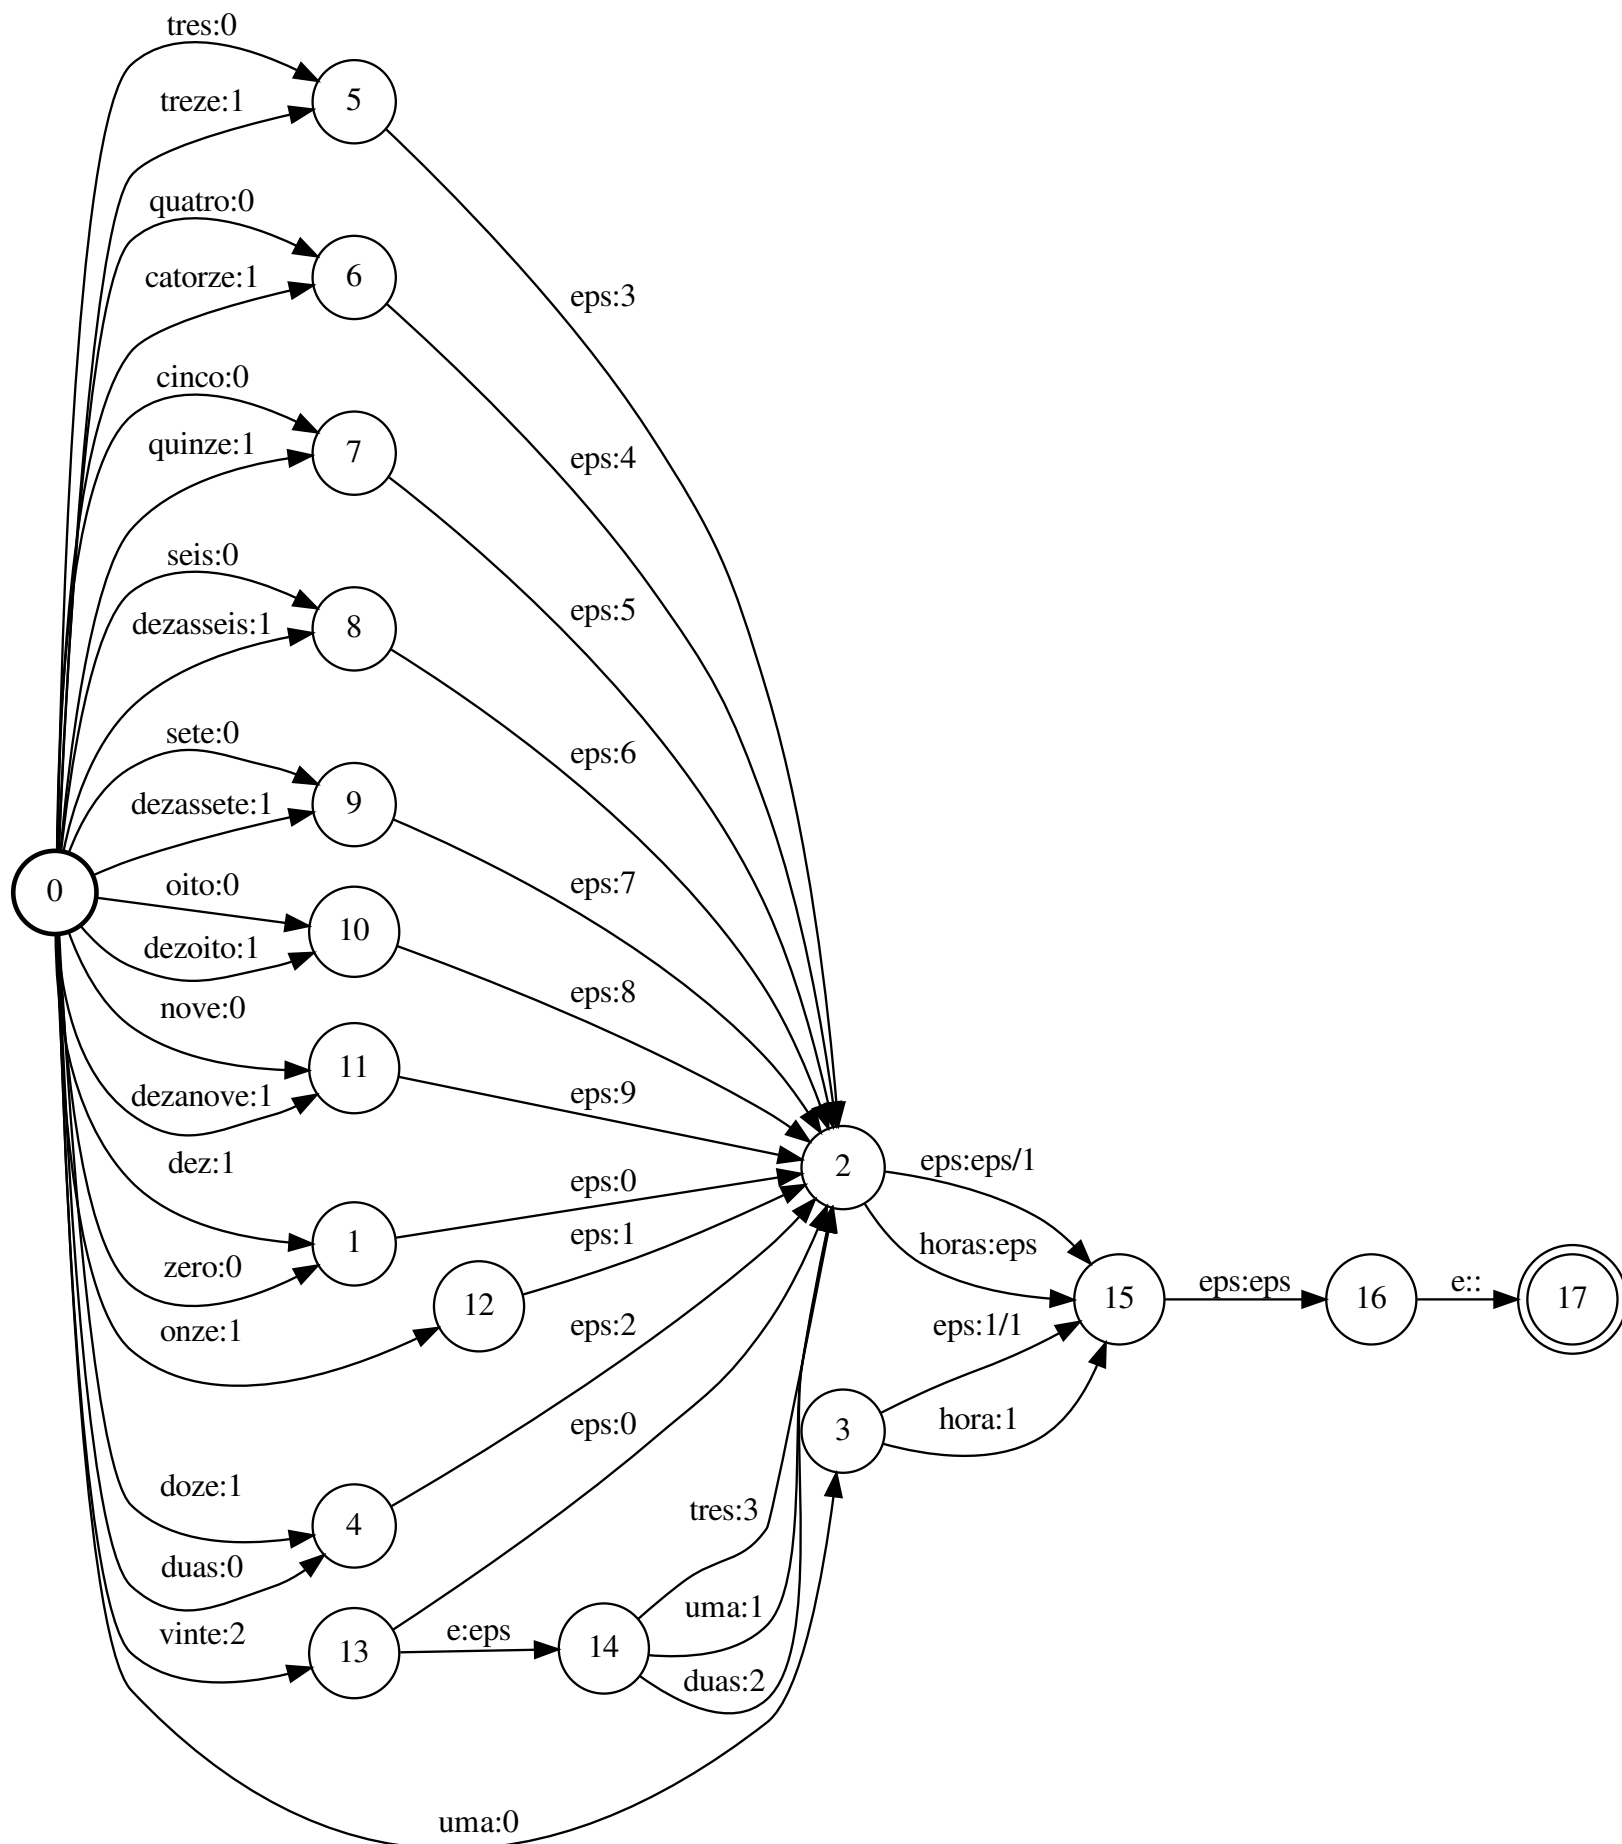 tres:0
treze:1
5
quatro:0
catorze:1
6
eps:3
cinco:0
quinze:1
7
eps:4
seis:0
dezasseis:1
8
eps:5
sete:0
dezassete:1
9
eps:6
0
oito:0
dezoito:1
10
eps:7
nove:0
dezanove:1
11
eps:8
eps:9
dez:1
zero:0
1
eps:0
2
eps:eps/1
horas:eps
onze:1
12
eps:1
15
eps:eps
16
e::
17
eps:2
eps:1/1
3
hora:1
doze:1
duas:0
4
eps:0
vinte:2
13
e:eps
14
tres:3
uma:1
duas:2
uma:0